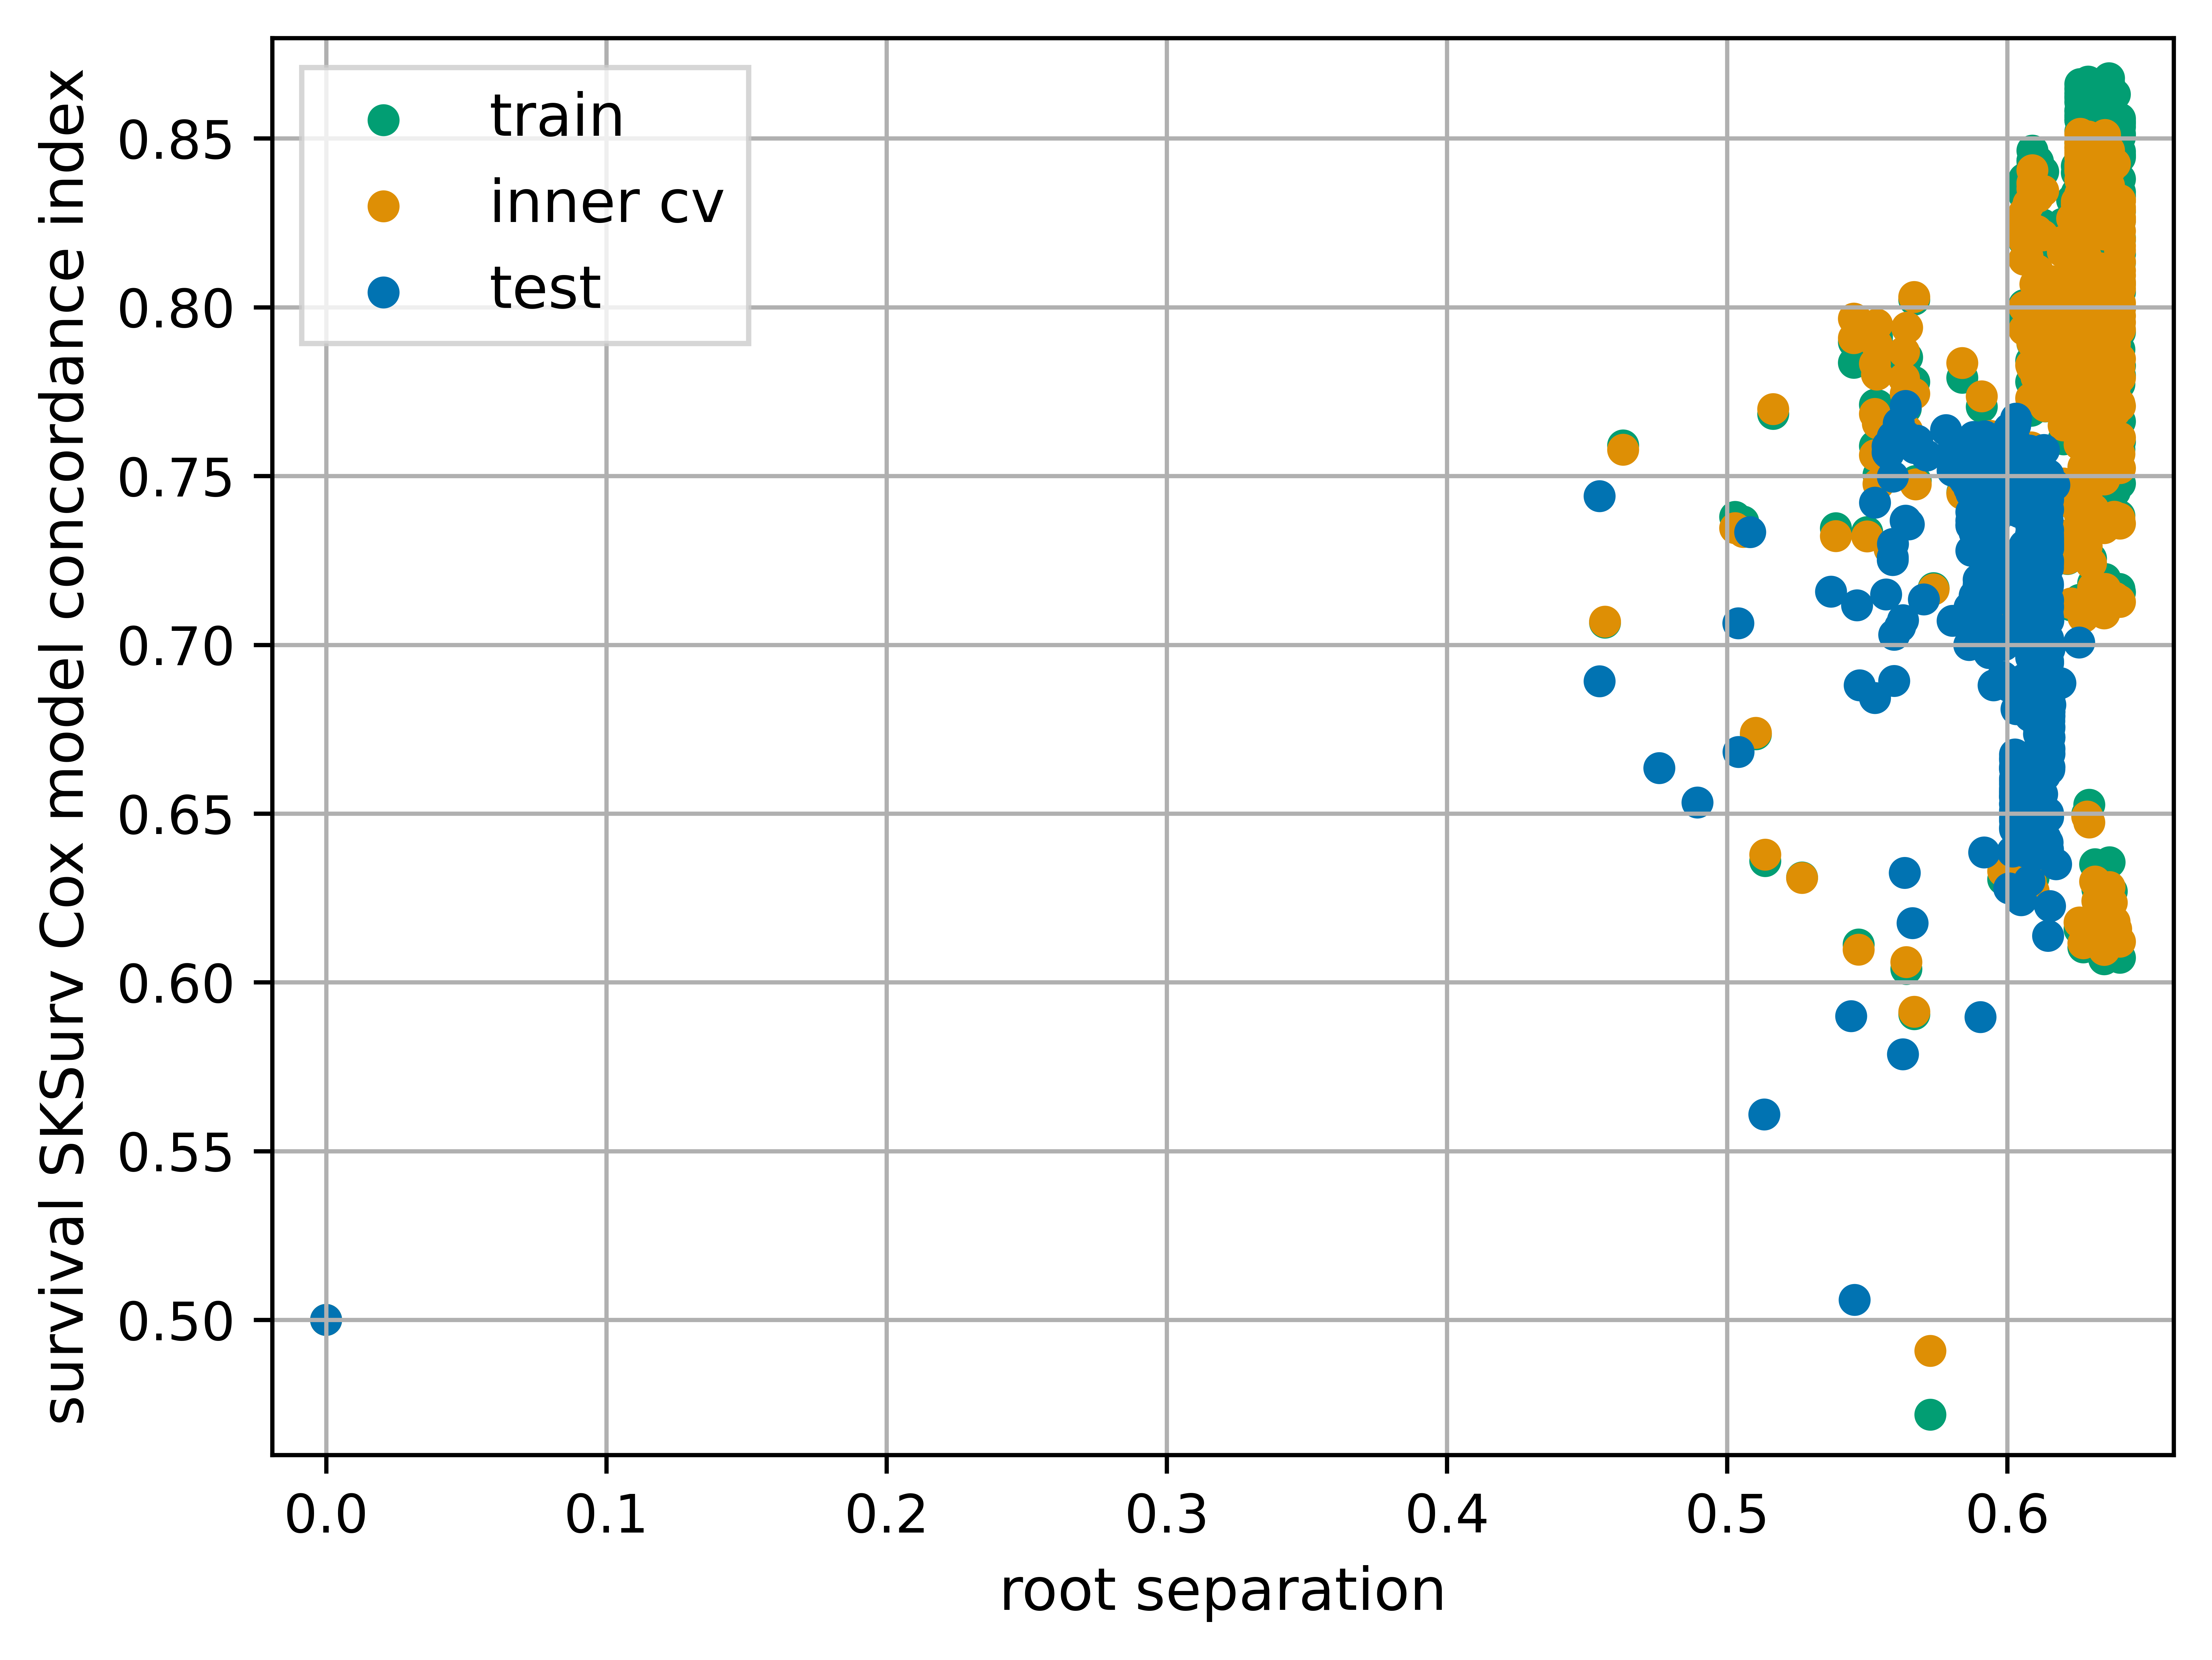 survival SKSurv Cox model concordance index
train
inner cv
test
0.85
0.80
0.75
0.70
0.65
0.60
0.55
0.50
0.0 0.1 0.2 0.3 0.4 0.5 0.6
root separation